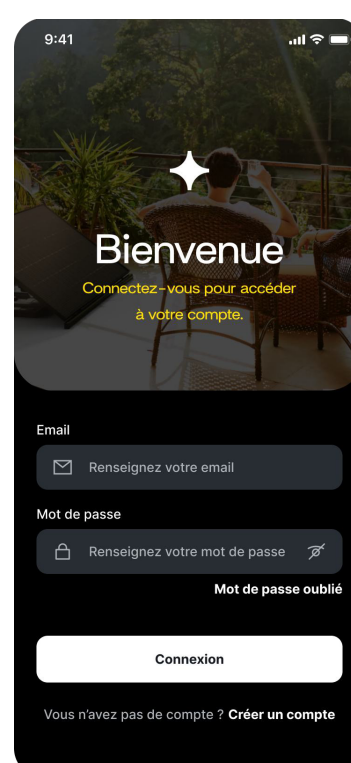 9:41
Bienvenue
Connectez-vous pour accéder
à votre compte.
Email
Renseignez votre email
Mot de passe
Renseignez votre mot de passe
Mot de passe oublié
Connexion
Vous n’avez pas de compte ? Créer un compte